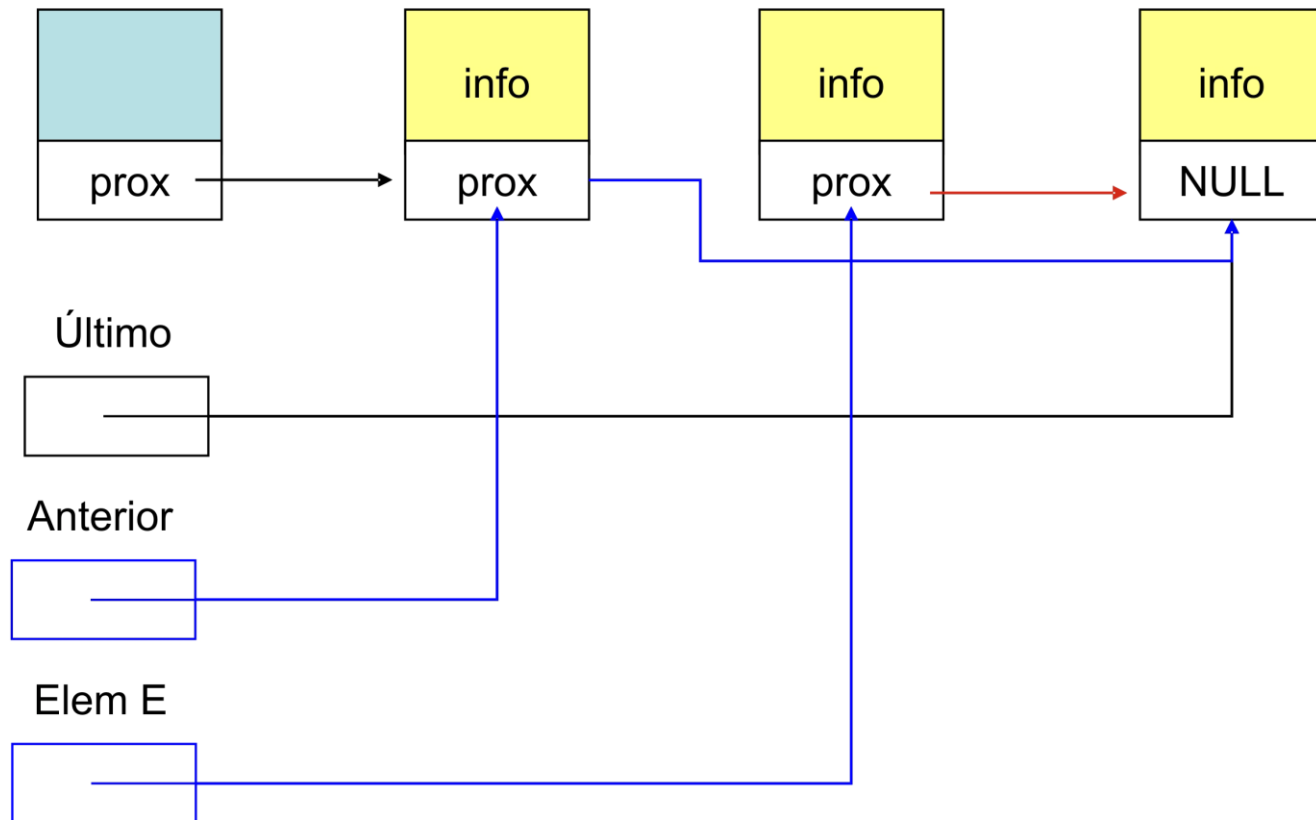 info
info
info
prox
prox
prox
NULL
Último
Anterior
Elem E